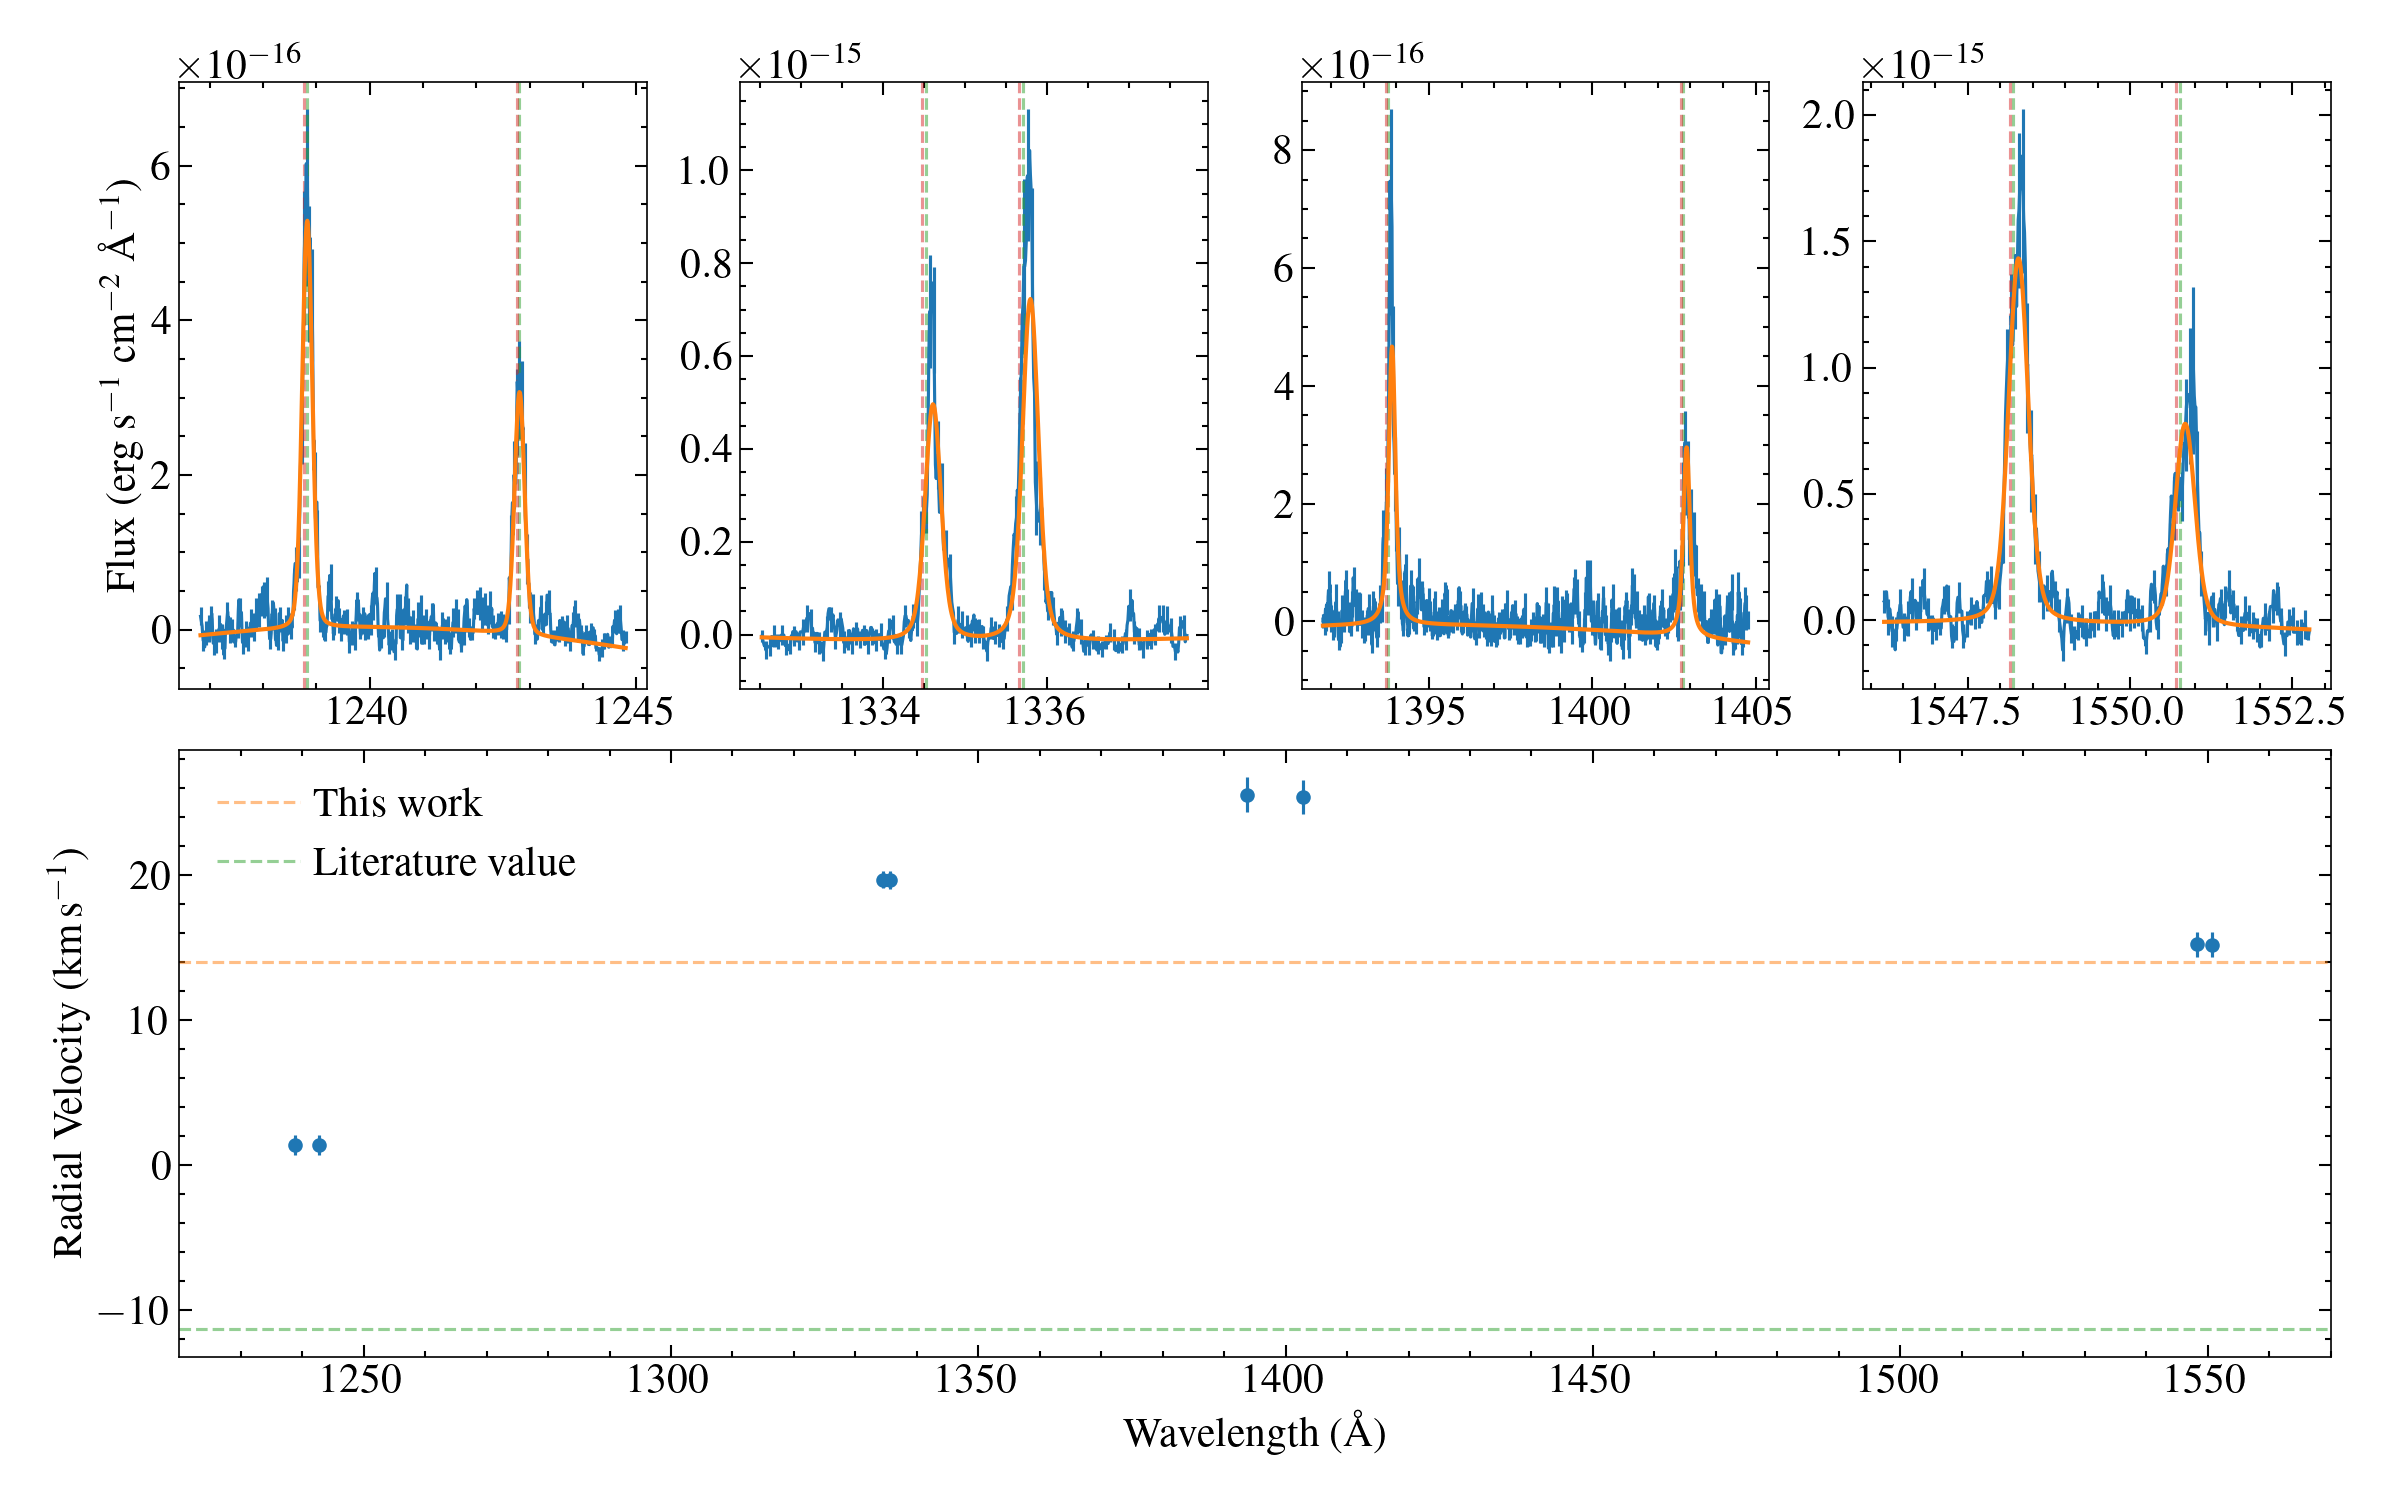 ×10⁻¹⁶ ×10⁻¹⁵ ×10⁻¹⁶ ×10⁻¹⁵
Flux (erg s⁻¹ cm⁻² Å⁻¹)
6
4
2
0
1240 1245
1.0
0.8
0.6
0.4
0.2
0.0
1334 1336
8
6
4
2
0
1395 1400 1405
2.0
1.5
1.0
0.5
0.0
1547.5 1550.0 1552.5
This work
Literature value
Radial Velocity (km s⁻¹)
20
10
0
−10
1250 1300 1350 1400 1450 1500 1550
Wavelength (Å)